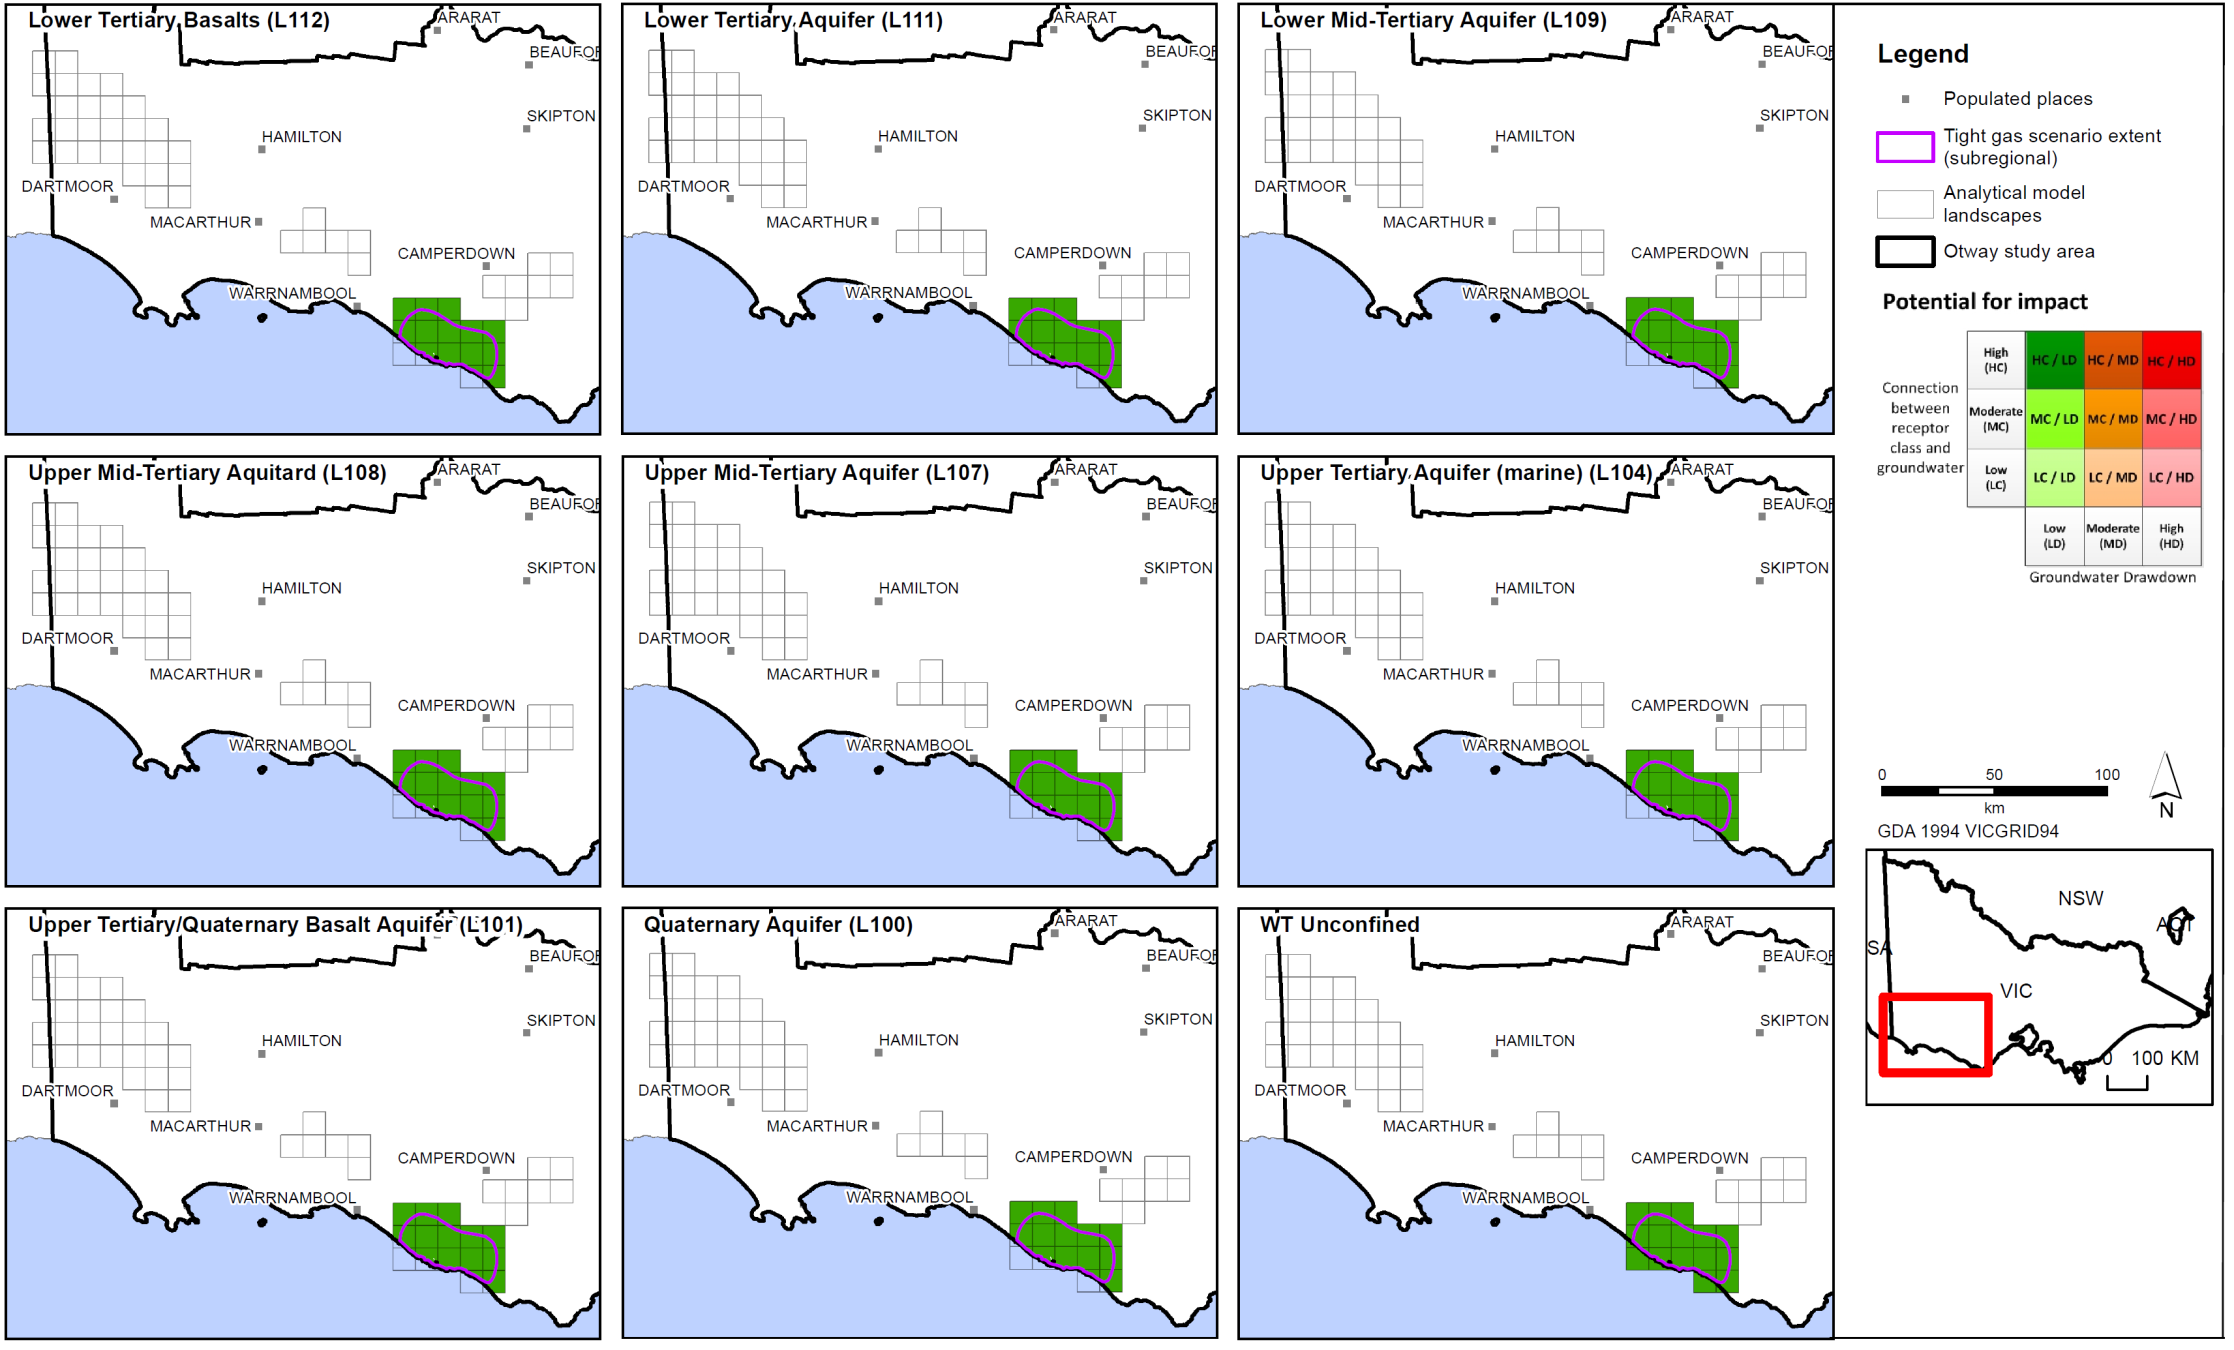 Lower Tertiary Basalts (L112)
ARARAT
BEAUFOR
SKIPTON
HAMILTON
DARTMOOR
MACARTHUR
CAMPERDOWN
WARRNAMBOOL
Lower Tertiary Aquifer (L111)
ARARAT
BEAUFOR
SKIPTON
HAMILTON
DARTMOOR
MACARTHUR
CAMPERDOWN
WARRNAMBOOL
Lower Mid-Tertiary Aquifer (L109)
ARARAT
BEAUFOR
SKIPTON
HAMILTON
DARTMOOR
MACARTHUR
CAMPERDOWN
WARRNAMBOOL
Upper Mid-Tertiary Aquitard (L108)
ARARAT
BEAUFOR
SKIPTON
HAMILTON
DARTMOOR
MACARTHUR
CAMPERDOWN
WARRNAMBOOL
Upper Mid-Tertiary Aquifer (L107)
ARARAT
BEAUFOR
SKIPTON
HAMILTON
DARTMOOR
MACARTHUR
CAMPERDOWN
WARRNAMBOOL
Upper Tertiary Aquifer (marine) (L104)
ARARAT
BEAUFOR
SKIPTON
HAMILTON
DARTMOOR
MACARTHUR
CAMPERDOWN
WARRNAMBOOL
Upper Tertiary/Quaternary Basalt Aquifer (L101)
ARARAT
BEAUFOR
SKIPTON
HAMILTON
DARTMOOR
MACARTHUR
CAMPERDOWN
WARRNAMBOOL
Quaternary Aquifer (L100)
ARARAT
BEAUFOR
SKIPTON
HAMILTON
DARTMOOR
MACARTHUR
CAMPERDOWN
WARRNAMBOOL
WT Unconfined
ARARAT
BEAUFOR
SKIPTON
HAMILTON
DARTMOOR
MACARTHUR
CAMPERDOWN
WARRNAMBOOL
Legend
Populated places
Tight gas scenario extent
(subregional)
Analytical model
landscapes
Otway study area
Potential for impact
Connection
between
receptor
class and
groundwater
High
(HC)
HC / LD HC / MD HC / HD
Moderate
(MC)
MC / LD MC / MD MC / HD
Low
(LC)
LC / LD LC / MD LC / HD
Low
(LD)
Moderate
(MD)
High
(HD)
Groundwater Drawdown
0 50 100
km
N
GDA 1994 VICGRID94
NSW
ACT
SA
VIC
0 100 KM